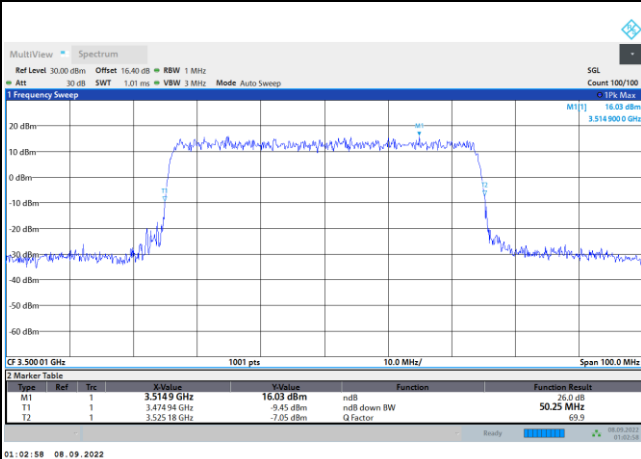 MultiView Spectrum
Ref Level 30.00 dBm Offset 16.40 dB RBW 1 MHz SGL
Att 30 dB SWT 1.01 ms VBW 3 MHz Mode Auto Sweep Count 100/100
1 Frequency Sweep 1Pk Max
M1[1] 16.03 dBm
3.514 900 0 GHz
M1
20 dBm
10 dBm
0 dBm
T1
T2
-10 dBm
-20 dBm
-30 dBm
-40 dBm
-50 dBm
-60 dBm
CF 3.500 01 GHz 1001 pts 10.0 MHz/ Span 100.0 MHz
2 Marker Table
Type Ref Trc X-Value Y-Value Function Function Result
M1 1 3.514 9 GHz 16.03 dBm ndB 26.0 dB
T1 1 3.474 94 GHz -9.45 dBm ndB down BW 50.25 MHz
T2 1 3.525 18 GHz -7.05 dBm Q Factor 69.9
Ready 08.09.2022
01:02:58
01:02:58 08.09.2022